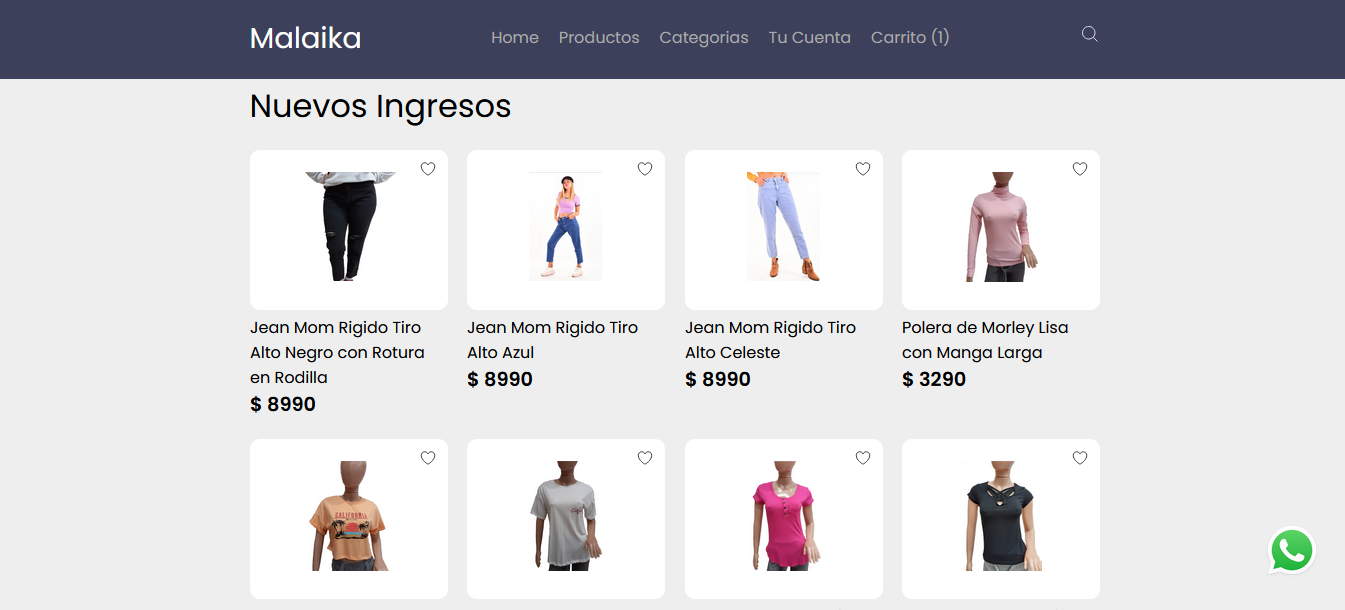 Malaika
Home Productos Categorias Tu Cuenta Carrito (1)
Nuevos Ingresos
Jean Mom Rigido Tiro
Alto Negro con Rotura
en Rodilla
$ 8990
Jean Mom Rigido Tiro
Alto Azul
$ 8990
Jean Mom Rigido Tiro
Alto Celeste
$ 8990
Polera de Morley Lisa
con Manga Larga
$ 3290
CALIFORNIA